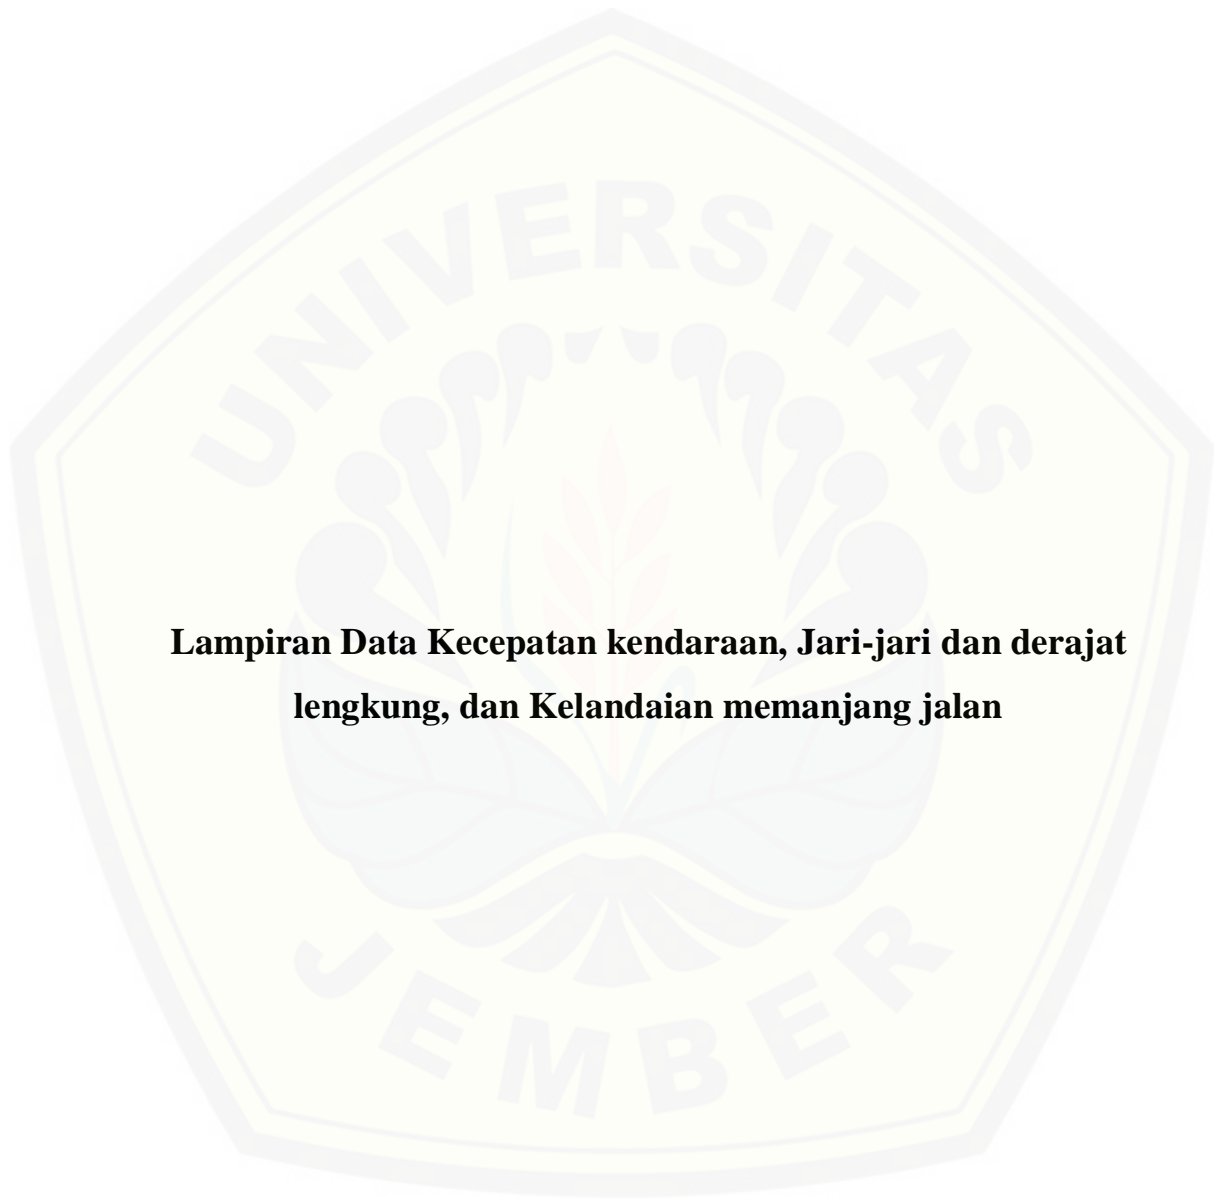 UNIVERSITAS
Lampiran Data Kecepatan kendaraan, Jari-jari dan derajat
lengkung, dan Kelandaian memanjang jalan
JEMBER